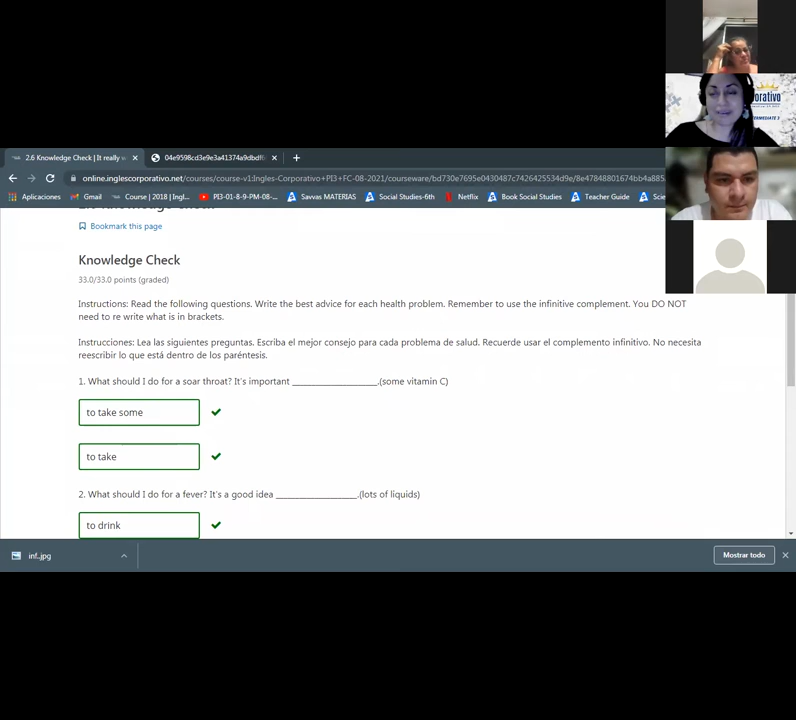 orativo
TERMEDIATE 3
2.6 Knowledge Check | It really w
04e9598cd3e9e3a41374a9dbdf6
online.inglescorporativo.net/courses/course-v1:Ingles-Corporativo+PI3+FC-08-2021/courseware/bd730e7695e0430487c7426425534d9e/8e47848801674bb4a885
Aplicaciones
Gmail
Course | 2018 | Ingl...
PI3-01-8-9-PM-08-...
Savvas MATERIAS
Social Studies-6th
Netflix
Book Social Studies
Teacher Guide
Scie
Bookmark this page
Knowledge Check
33.0/33.0 points (graded)
Instructions: Read the following questions. Write the best advice for each health problem. Remember to use the infinitive complement. You DO NOT
need to re write what is in brackets.
Instrucciones: Lea las siguientes preguntas. Escriba el mejor consejo para cada problema de salud. Recuerde usar el complemento infinitivo. No necesita
reescribir lo que está dentro de los paréntesis.
1. What should I do for a soar throat? It's important ____________________.(some vitamin C)
to take some
to take
2. What should I do for a fever? It's a good idea ___________________.(lots of liquids)
to drink
inf..jpg
Mostrar todo